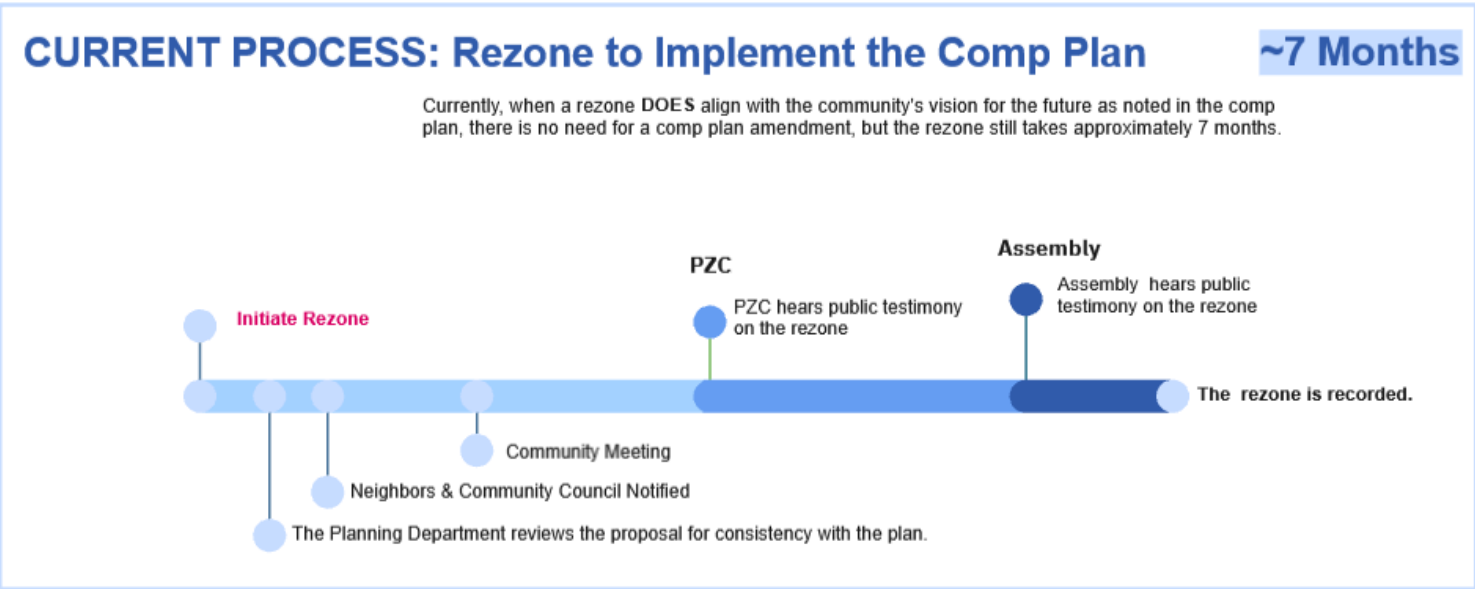 CURRENT PROCESS: Rezone to Implement the Comp Plan
~7 Months
Currently, when a rezone DOES align with the community's vision for the future as noted in the comp
plan, there is no need for a comp plan amendment, but the rezone still takes approximately 7 months.
Initiate Rezone
PZC
PZC hears public testimony
on the rezone
Assembly
Assembly hears public
testimony on the rezone
The rezone is recorded.
Community Meeting
Neighbors & Community Council Notified
The Planning Department reviews the proposal for consistency with the plan.